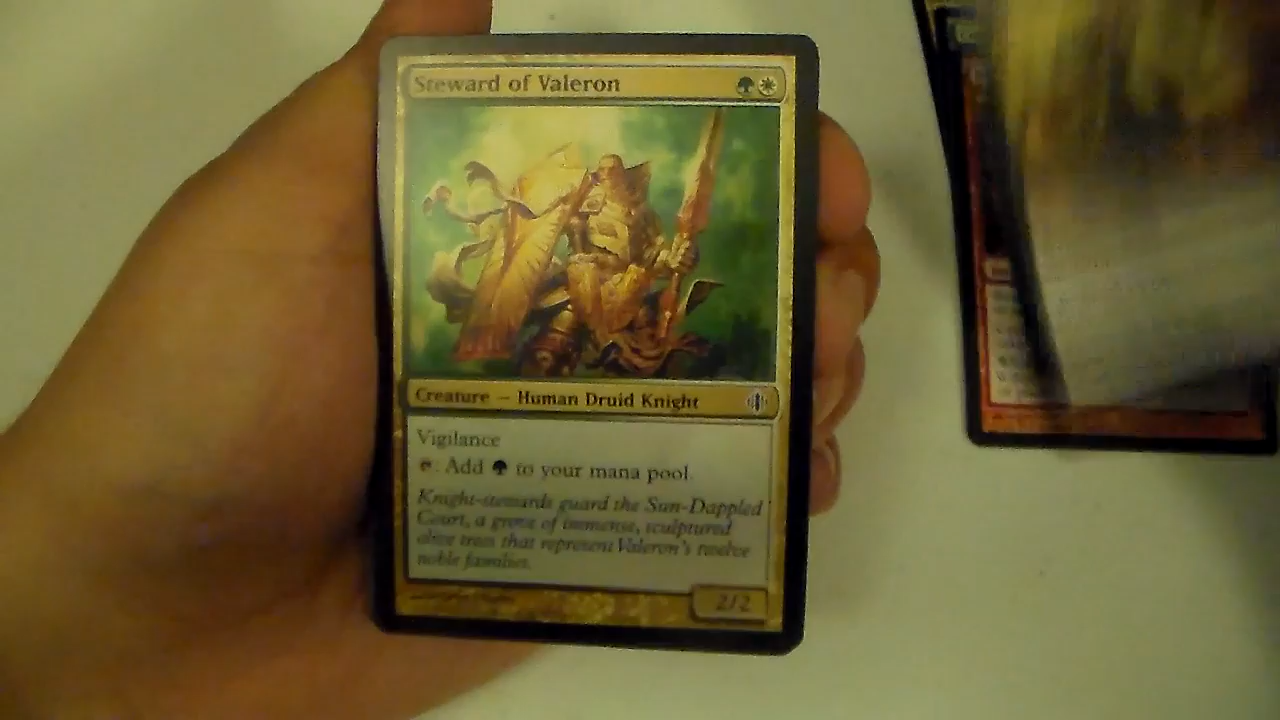 Steward of Valeron
Creature — Human Druid Knight
Vigilance
: Add to your mana pool.
Knight-stewards guard the Sun-Dappled
Court, a grove of immense, sculptured
olive trees that represent Valeron's twelve
noble families.
2/2